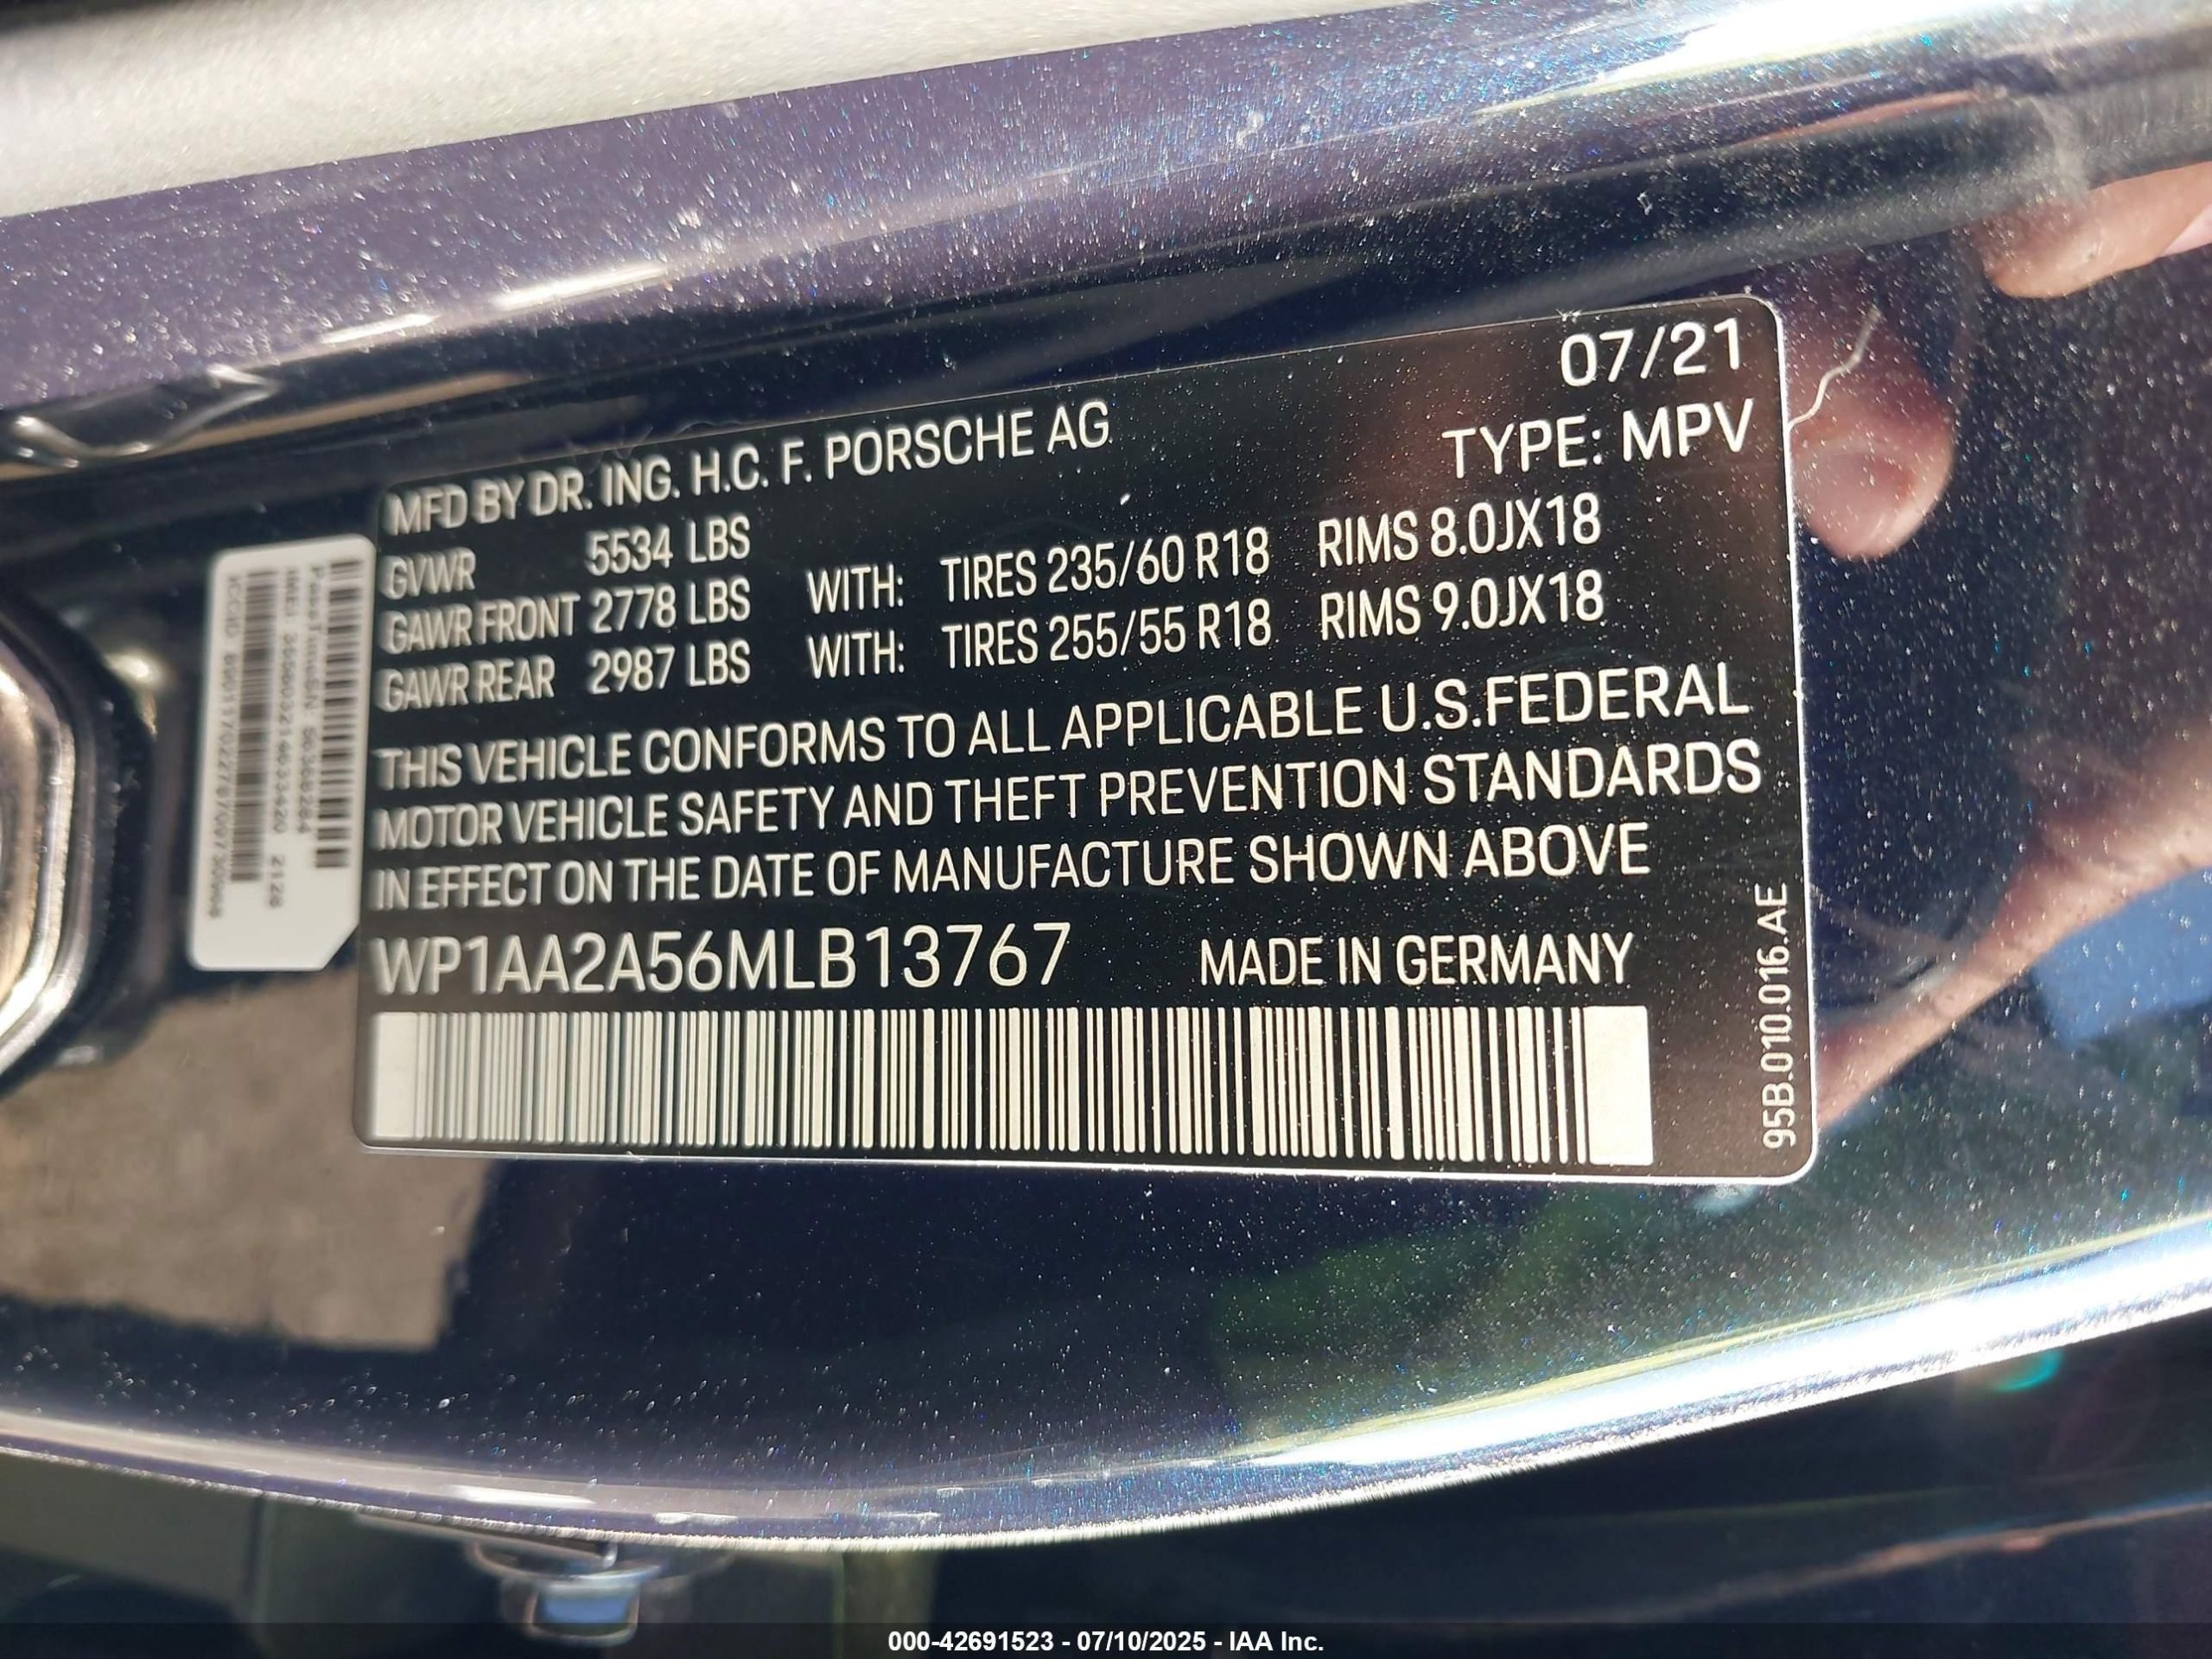 07/21
MFD BY DR. ING. H.C. F. PORSCHE AG
TYPE: MPV
GVWR 5534 LBS
GAWR FRONT 2778 LBS WITH: TIRES 235/60 R18 RIMS 8.0JX18
GAWR REAR 2987 LBS WITH: TIRES 255/55 R18 RIMS 9.0JX18
THIS VEHICLE CONFORMS TO ALL APPLICABLE U.S.FEDERAL
MOTOR VEHICLE SAFETY AND THEFT PREVENTION STANDARDS
IN EFFECT ON THE DATE OF MANUFACTURE SHOWN ABOVE
WP1AA2A56MLB13767 MADE IN GERMANY
95B.010.016.AE
IMEI
ICCID
000-42691523 - 07/10/2025 - IAA Inc.